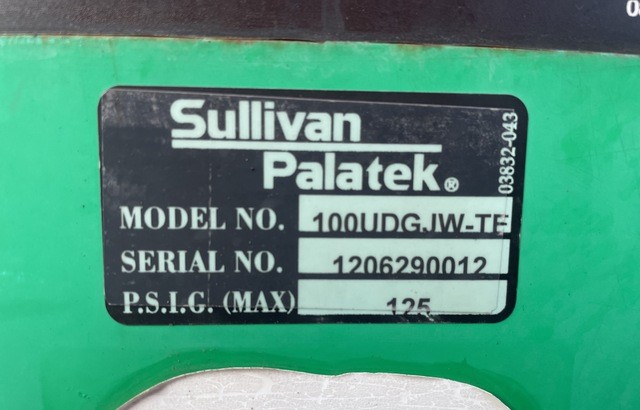 Sullivan
Palatek®
03832-043
MODEL NO. 100UDGJW-TF
SERIAL NO. 1206290012
P.S.I.G. (MAX) 125